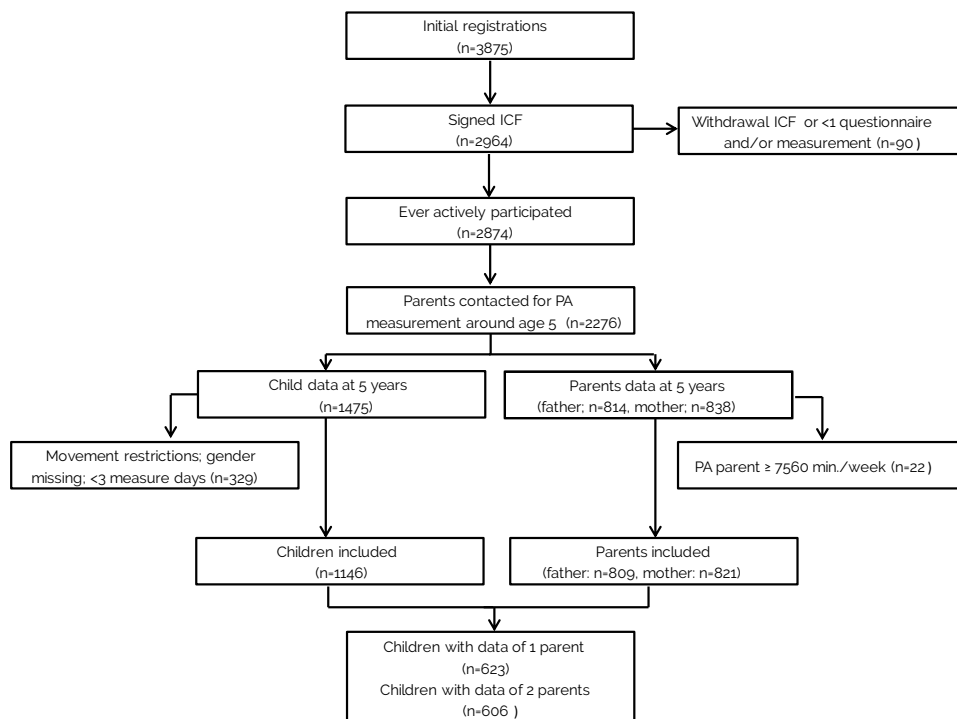 Initial registrations
(n=3875)
Signed ICF
(n=2964)
Withdrawal ICF or <1 questionnaire
and/or measurement (n=90 )
Ever actively participated
(n=2874)
Parents contacted for PA
measurement around age 5 (n=2276)
Child data at 5 years
(n=1475)
Parents data at 5 years
(father; n=814, mother; n=838)
Movement restrictions; gender
missing; <3 measure days (n=329)
PA parent ≥ 7560 min./week (n=22 )
Children included
(n=1146)
Parents included
(father: n=809, mother: n=821)
Children with data of 1 parent
(n=623)
Children with data of 2 parents
(n=606 )